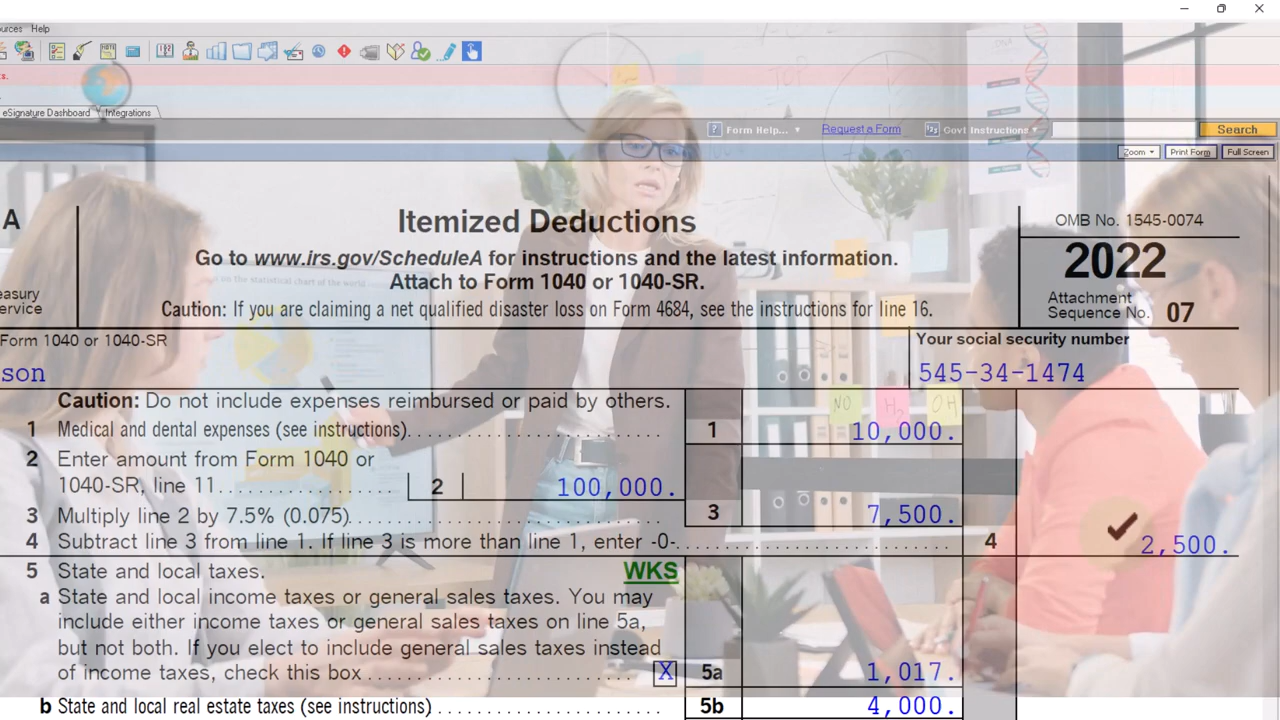 ources Help
s.
eSignature Dashboard Integrations
? Form Help... Request a Form Govt Instructions Search
Zoom Print Form Full Screen
A Itemized Deductions OMB No. 1545-0074
Go to www.irs.gov/ScheduleA for instructions and the latest information. 2022
Attach to Form 1040 or 1040-SR.
easury Attachment
ervice Caution: If you are claiming a net qualified disaster loss on Form 4684, see the instructions for line 16. Sequence No. 07
Form 1040 or 1040-SR Your social security number
son 545-34-1474
Caution: Do not include expenses reimbursed or paid by others.
1 Medical and dental expenses (see instructions) 1 10,000.
2 Enter amount from Form 1040 or
1040-SR, line 11 2 100,000.
3 Multiply line 2 by 7.5% (0.075) 3 7,500.
4 Subtract line 3 from line 1. If line 3 is more than line 1, enter -0- 4 2,500.
5 State and local taxes. WKS
a State and local income taxes or general sales taxes. You may
include either income taxes or general sales taxes on line 5a,
but not both. If you elect to include general sales taxes instead
of income taxes, check this box X 5a 1,017.
b State and local real estate taxes (see instructions) 5b 4,000.
NO H₂ OH